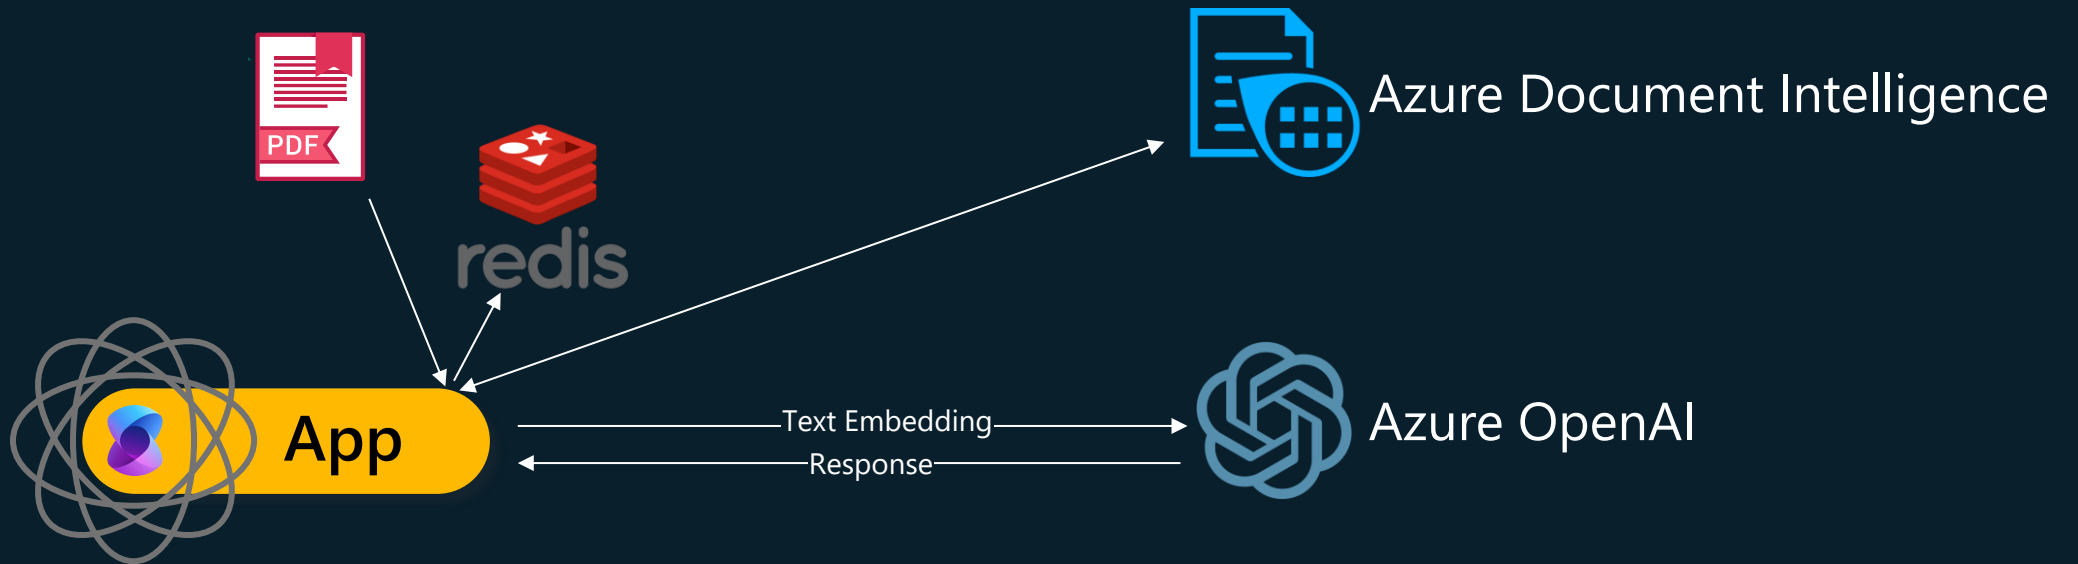 Azure Document Intelligence
PDF
redis
Text Embedding
Azure OpenAI
App
Response